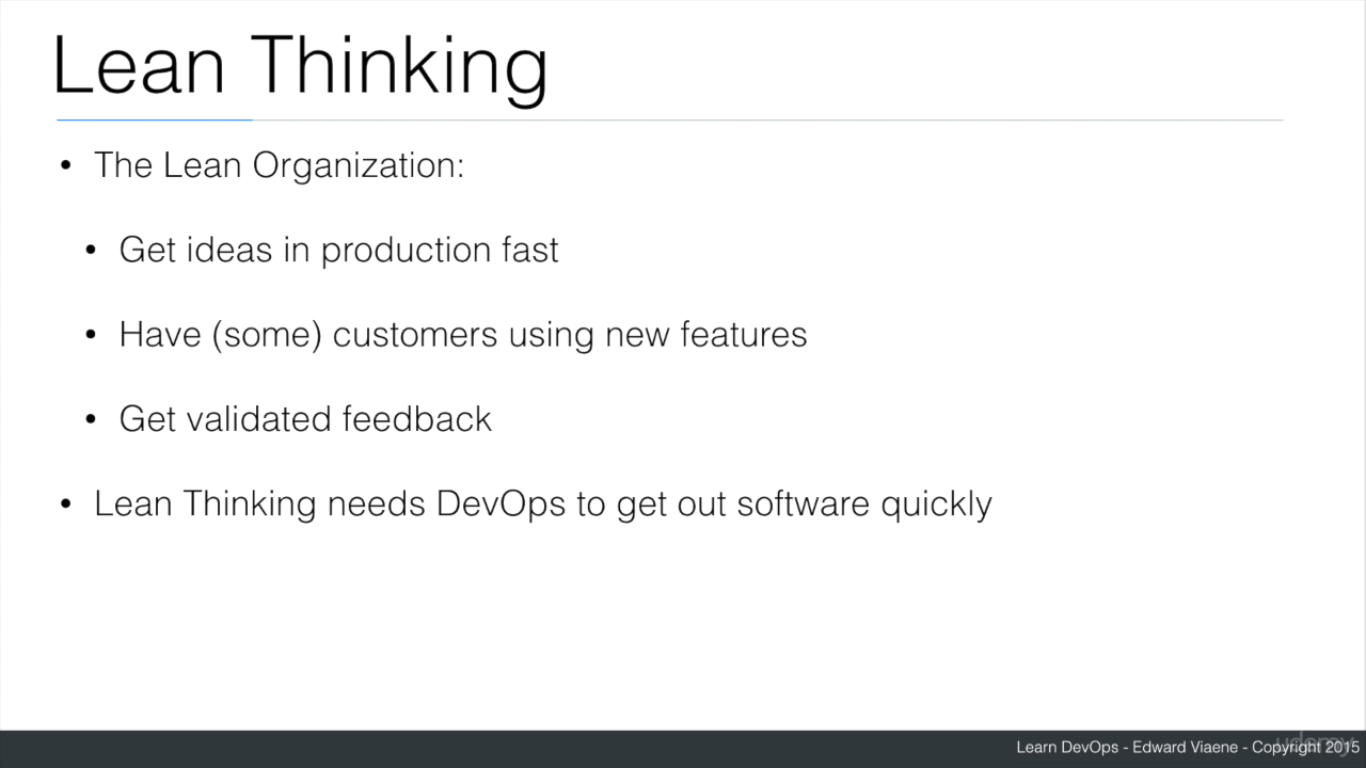 Lean Thinking
• The Lean Organization:
• Get ideas in production fast
• Have (some) customers using new features
• Get validated feedback
• Lean Thinking needs DevOps to get out software quickly
Learn DevOps - Edward Viaene - Copyright 2015
udemy